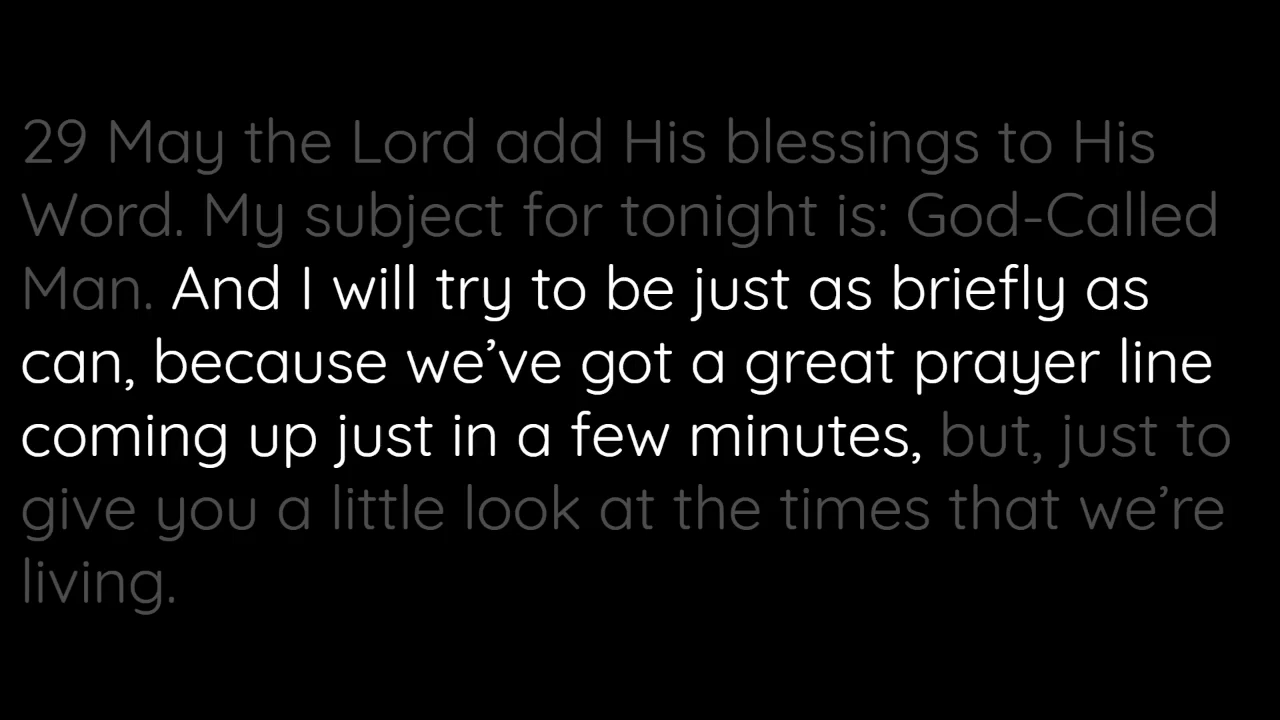 29 May the Lord add His blessings to His
Word. My subject for tonight is: God-Called
Man. And I will try to be just as briefly as
can, because we’ve got a great prayer line
coming up just in a few minutes, but, just to
give you a little look at the times that we’re
living.